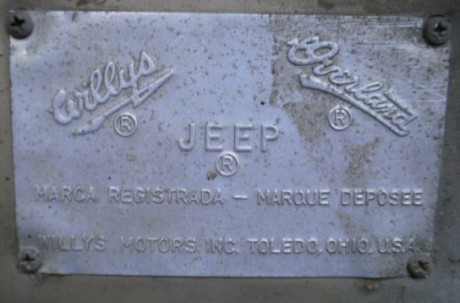 Willys Overland
® ®
JEEP
®
MARCA REGISTRADA — MARQUE DEPOSEE
WILLYS MOTORS, INC. TOLEDO, OHIO, U.S.A.